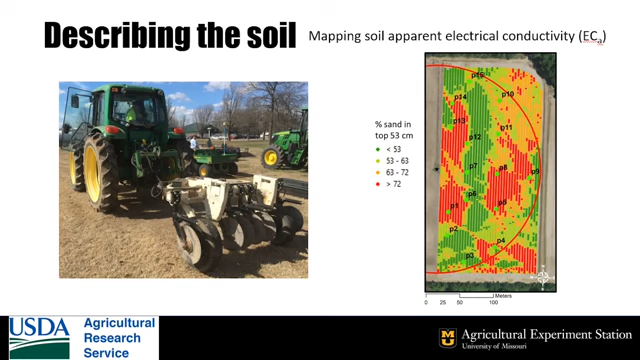 Describing the soil
Mapping soil apparent electrical conductivity (ECa)
% sand in
top 53 cm
< 53
53 - 63
63 - 72
> 72
p15
p10
p14
p13
p11
p12
p7
p8
p9
p6
p1
p5
p2
p4
p3
Meters
0 25 50 100
USDA
Agricultural
Research
Service
MU
Agricultural Experiment Station
University of Missouri